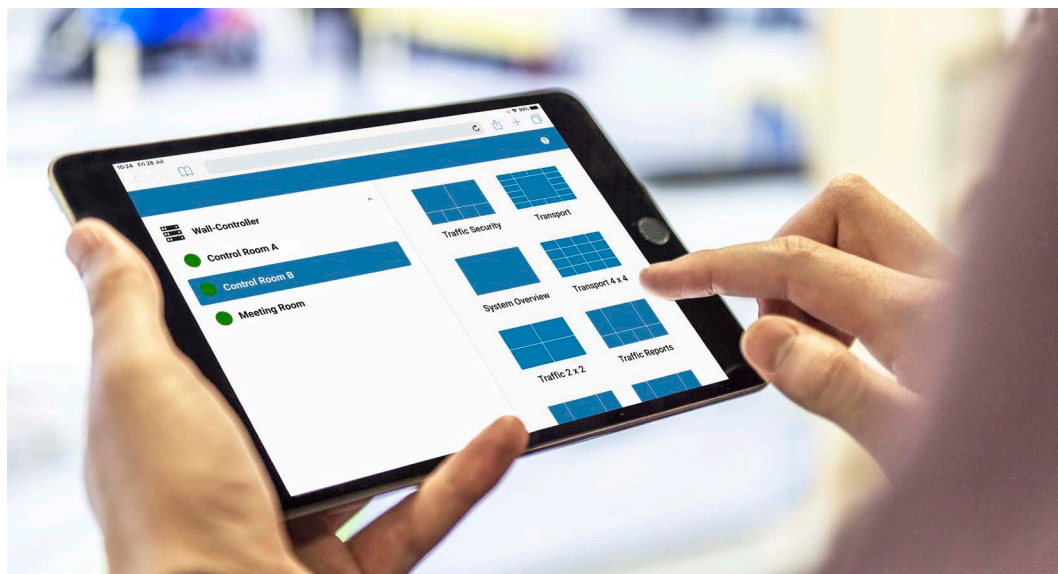 10:24 Fri 26 Jul
99%
Wall-Controller
Control Room A
Control Room B
Meeting Room
Traffic Security
Transport
System Overview
Transport 4 x 4
Traffic 2 x 2
Traffic Reports